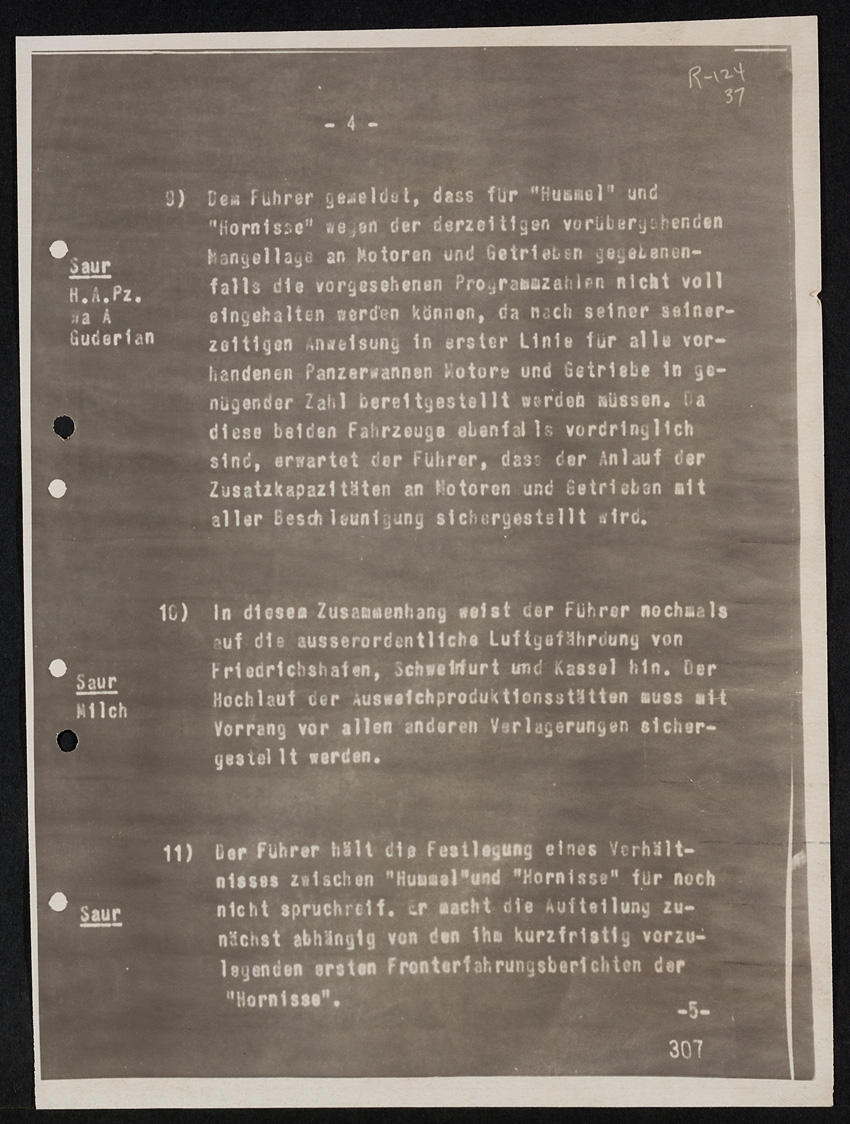 R-124
37
- 4 -
9) Dem Führer gemeldet, dass für "Hummel" und
"Hornisse" wegen der derzeitigen vorübergehenden
Mangellage an Motoren und Getrieben gegebenen-
falls die vorgesehenen Programmzahlen nicht voll
eingehalten werden können, da nach seiner seiner-
zeitigen Anweisung in erster Linie für alle vor-
handenen Panzerwannen Motore und Getriebe in ge-
nügender Zahl bereitgestellt werden müssen. Da
diese beiden Fahrzeuge ebenfalls vordringlich
sind, erwartet der Führer, dass der Anlauf der
Zusatzkapazitäten an Motoren und Getrieben mit
aller Beschleunigung sichergestellt wird.
Saur
H.A.Pz.
Wa A
Guderian
10) In diesem Zusammenhang weist der Führer nochmals
auf die ausserordentliche Luftgefährdung von
Friedrichshafen, Schweinfurt und Kassel hin. Der
Hochlauf der Ausweichproduktionsstätten muss mit
Vorrang vor allen anderen Verlagerungen sicher-
gestellt werden.
Saur
Milch
11) Der Führer hält die Festlegung eines Verhält-
nisses zwischen "Hummel"und "Hornisse" für noch
nicht spruchreif. Er macht die Aufteilung zu-
nächst abhängig von den ihm kurzfristig vorzu-
legenden ersten Fronterfahrungsberichten der
"Hornisse".
Saur
-5-
307